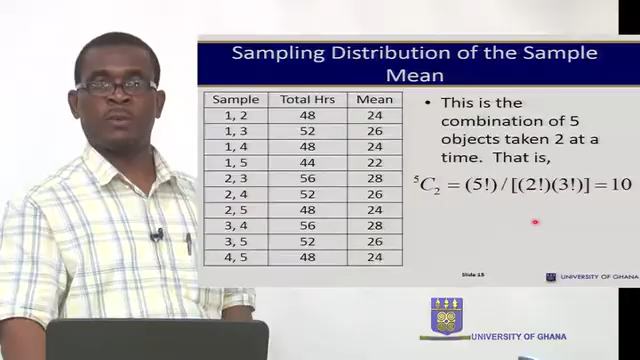 Sampling Distribution of the Sample
Mean
Sample Total Hrs Mean
1, 2 48 24
1, 3 52 26
1, 4 48 24
1, 5 44 22
2, 3 56 28
2, 4 52 26
2, 5 48 24
3, 4 56 28
3, 5 52 26
4, 5 48 24
• This is the
combination of 5
objects taken 2 at a
time. That is,
⁵C₂ = (5!) / [(2!)(3!)] = 10
Slide 15
UNIVERSITY OF GHANA
UNIVERSITY OF GHANA